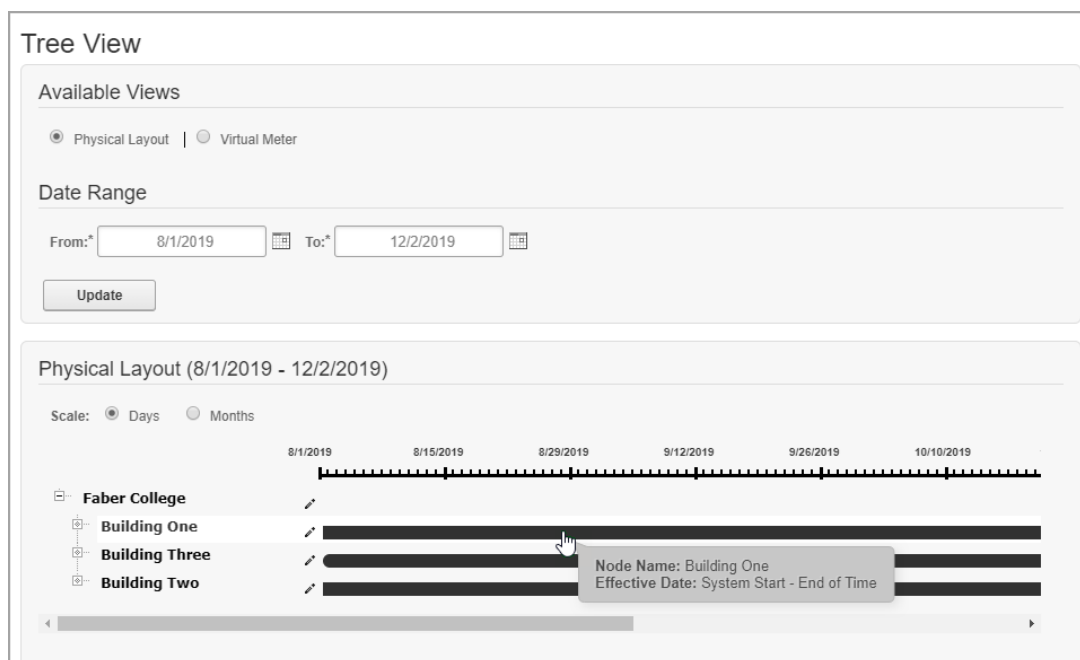 Tree View
Available Views
Physical Layout | Virtual Meter
Date Range
From:* 8/1/2019 To:* 12/2/2019
Update
Physical Layout (8/1/2019 - 12/2/2019)
Scale: Days Months
8/1/2019 8/15/2019 8/29/2019 9/12/2019 9/26/2019 10/10/2019
Faber College
Building One
Building Three
Building Two
Node Name: Building One
Effective Date: System Start - End of Time